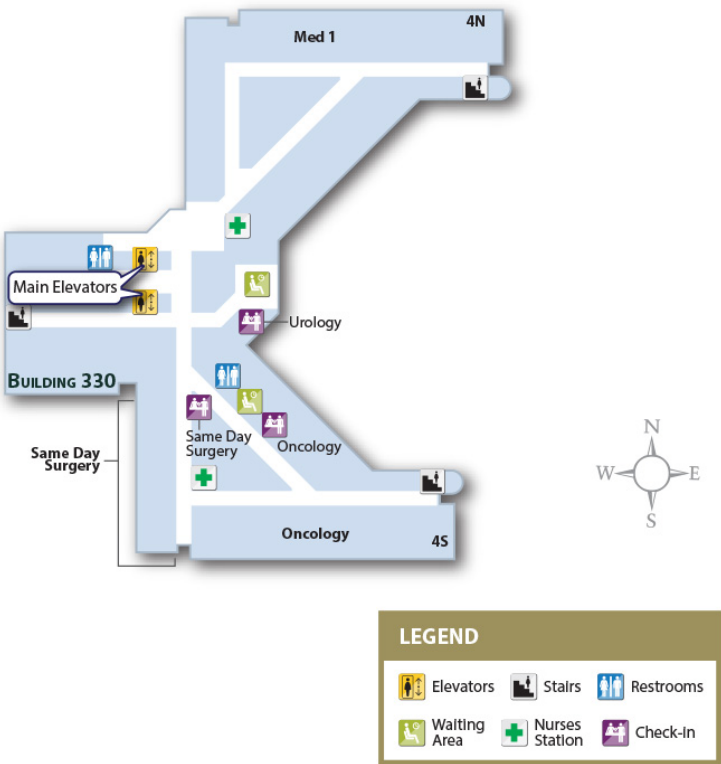 Med 1
4N
Main Elevators
Urology
BUILDING 330
Same Day
Surgery
Oncology
Same Day
Surgery
Oncology
4S
N
W
E
S
LEGEND
Elevators
Stairs
Restrooms
Waiting
Area
Nurses
Station
Check-in